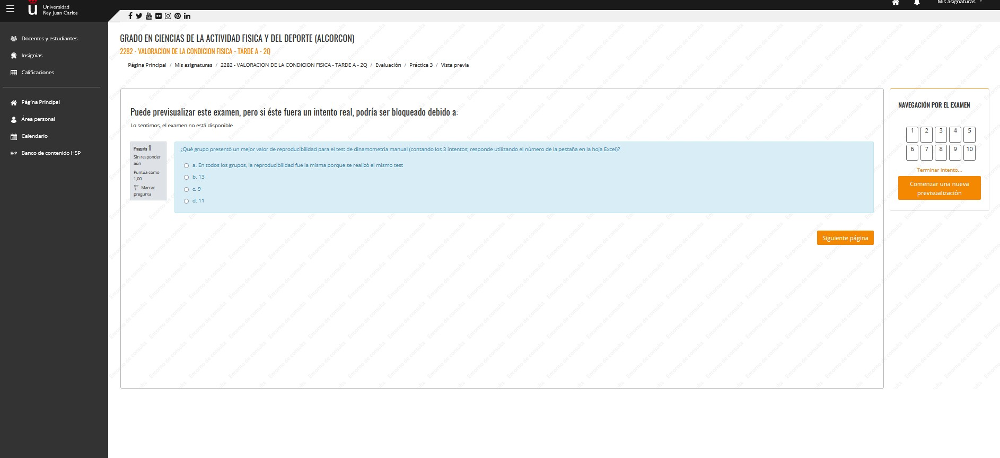 Universidad
Rey Juan Carlos
Mis asignaturas
Docentes y estudiantes
Insignias
Calificaciones
Página Principal
Área personal
Calendario
H5P Banco de contenido H5P
GRADO EN CIENCIAS DE LA ACTIVIDAD FISICA Y DEL DEPORTE (ALCORCON)
2282 - VALORACION DE LA CONDICION FISICA - TARDE A - 2Q
Página Principal / Mis asignaturas / 2282 - VALORACION DE LA CONDICION FISICA - TARDE A - 2Q / Evaluación / Práctica 3 / Vista previa
Puede previsualizar este examen, pero si éste fuera un intento real, podría ser bloqueado debido a:
Lo sentimos, el examen no está disponible
Pregunta 1
Sin responder
aún
Puntúa como
1,00
Marcar
pregunta
¿Qué grupo presentó un mejor valor de reproducibilidad para el test de dinamometría manual (contando los 3 intentos; responde utilizando el número de la pestaña en la hoja Excel)?
a. En todos los grupos, la reproducibilidad fue la misma porque se realizó el mismo test
b. 13
c. 9
d. 11
Siguiente página
NAVEGACIÓN POR EL EXAMEN
1 2 3 4 5
6 7 8 9 10
Terminar intento...
Comenzar una nueva
previsualización
Entorno de consulta